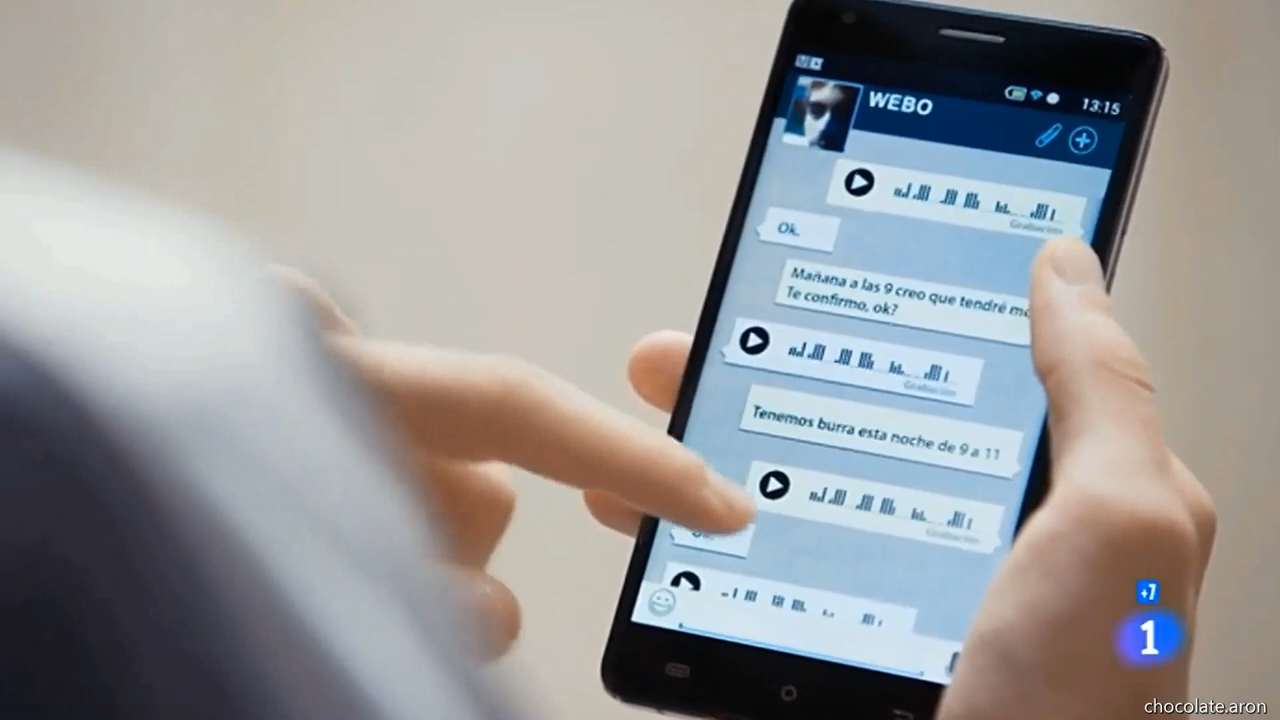 WEBO
13:15
Grabación
Ok.
Mañana a las 9 creo que tendré
Te confirmo, ok?
Grabación
Tenemos burra esta noche de 9 a 11
Grabación
+7
1
chocolate.aron